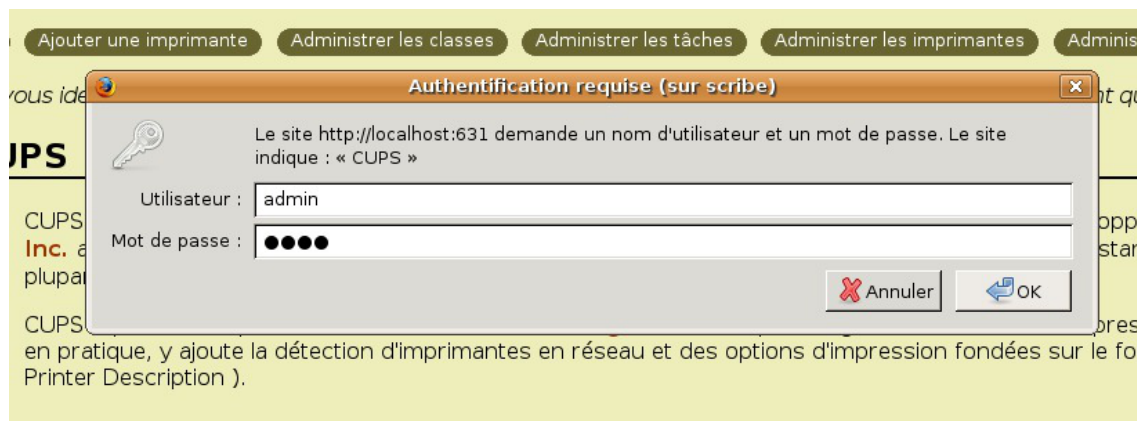 Ajouter une imprimante Administrer les classes Administrer les tâches Administrer les imprimantes
Authentification requise (sur scribe)
vous
Le site http://localhost:631 demande un nom d'utilisateur et un mot de passe. Le site
indique : « CUPS »
Utilisateur : admin
Mot de passe : ●●●●
CUPS
Inc.
Annuler OK
CUPS
en pratique, y ajoute la détection d'imprimantes en réseau et des options d'impression fondées sur le
Printer Description ).